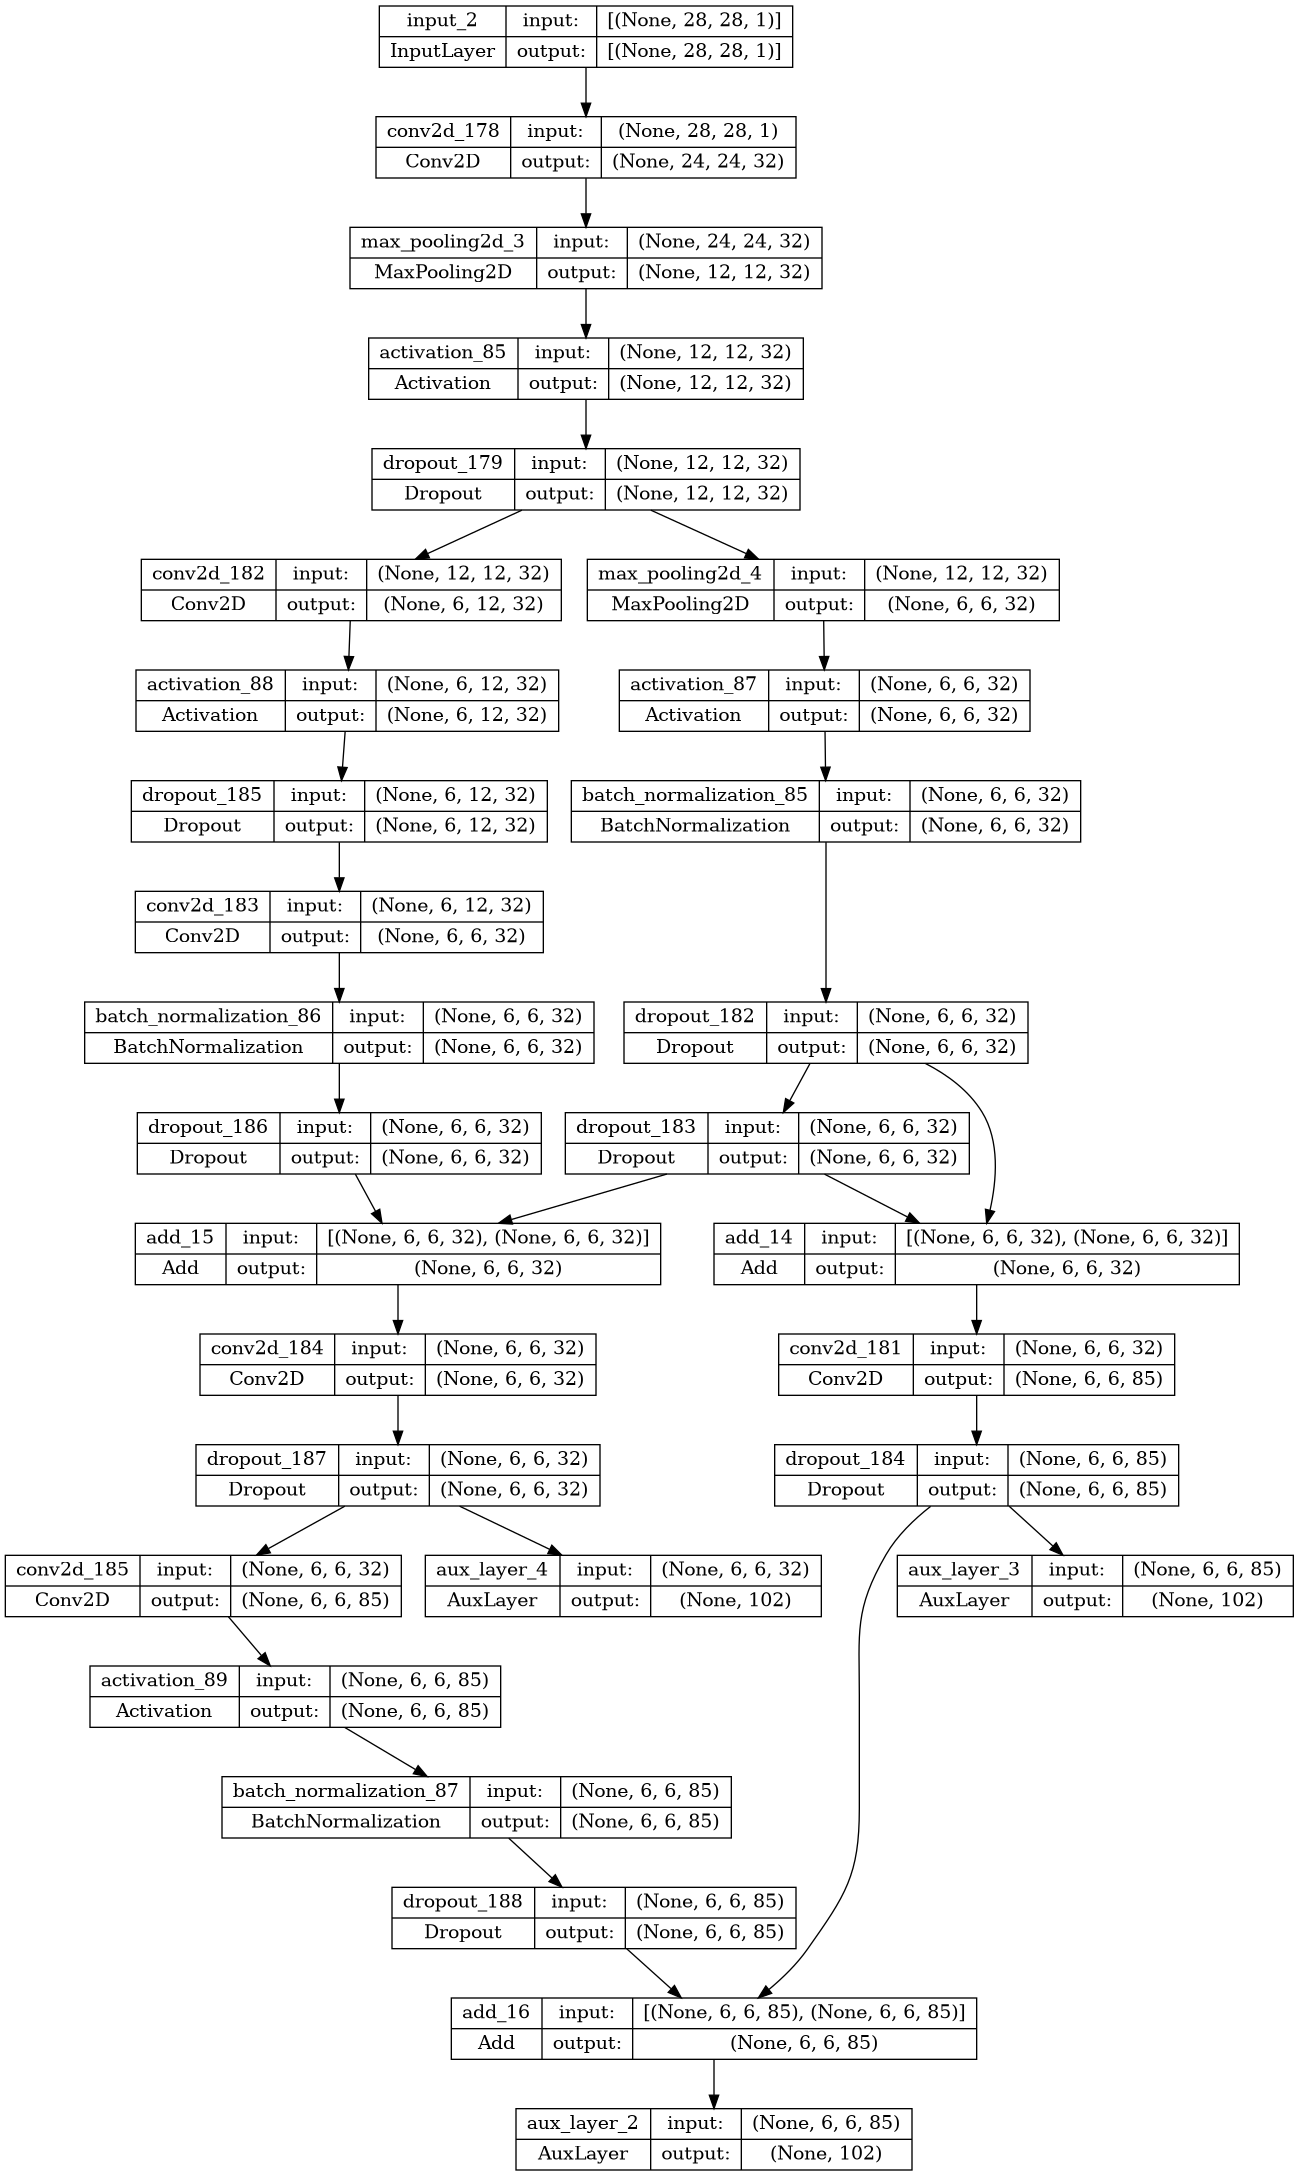 input_2 input: [(None, 28, 28, 1)]
InputLayer output: [(None, 28, 28, 1)]
conv2d_178 input: (None, 28, 28, 1)
Conv2D output: (None, 24, 24, 32)
max_pooling2d_3 input: (None, 24, 24, 32)
MaxPooling2D output: (None, 12, 12, 32)
activation_85 input: (None, 12, 12, 32)
Activation output: (None, 12, 12, 32)
dropout_179 input: (None, 12, 12, 32)
Dropout output: (None, 12, 12, 32)
conv2d_182 input: (None, 12, 12, 32)
Conv2D output: (None, 6, 12, 32)
max_pooling2d_4 input: (None, 12, 12, 32)
MaxPooling2D output: (None, 6, 6, 32)
activation_88 input: (None, 6, 12, 32)
Activation output: (None, 6, 12, 32)
activation_87 input: (None, 6, 6, 32)
Activation output: (None, 6, 6, 32)
dropout_185 input: (None, 6, 12, 32)
Dropout output: (None, 6, 12, 32)
batch_normalization_85 input: (None, 6, 6, 32)
BatchNormalization output: (None, 6, 6, 32)
conv2d_183 input: (None, 6, 12, 32)
Conv2D output: (None, 6, 6, 32)
batch_normalization_86 input: (None, 6, 6, 32)
BatchNormalization output: (None, 6, 6, 32)
dropout_182 input: (None, 6, 6, 32)
Dropout output: (None, 6, 6, 32)
dropout_186 input: (None, 6, 6, 32)
Dropout output: (None, 6, 6, 32)
dropout_183 input: (None, 6, 6, 32)
Dropout output: (None, 6, 6, 32)
add_15 input: [(None, 6, 6, 32), (None, 6, 6, 32)]
Add output: (None, 6, 6, 32)
add_14 input: [(None, 6, 6, 32), (None, 6, 6, 32)]
Add output: (None, 6, 6, 32)
conv2d_184 input: (None, 6, 6, 32)
Conv2D output: (None, 6, 6, 32)
conv2d_181 input: (None, 6, 6, 32)
Conv2D output: (None, 6, 6, 85)
dropout_187 input: (None, 6, 6, 32)
Dropout output: (None, 6, 6, 32)
dropout_184 input: (None, 6, 6, 85)
Dropout output: (None, 6, 6, 85)
conv2d_185 input: (None, 6, 6, 32)
Conv2D output: (None, 6, 6, 85)
aux_layer_4 input: (None, 6, 6, 32)
AuxLayer output: (None, 102)
aux_layer_3 input: (None, 6, 6, 85)
AuxLayer output: (None, 102)
activation_89 input: (None, 6, 6, 85)
Activation output: (None, 6, 6, 85)
batch_normalization_87 input: (None, 6, 6, 85)
BatchNormalization output: (None, 6, 6, 85)
dropout_188 input: (None, 6, 6, 85)
Dropout output: (None, 6, 6, 85)
add_16 input: [(None, 6, 6, 85), (None, 6, 6, 85)]
Add output: (None, 6, 6, 85)
aux_layer_2 input: (None, 6, 6, 85)
AuxLayer output: (None, 102)